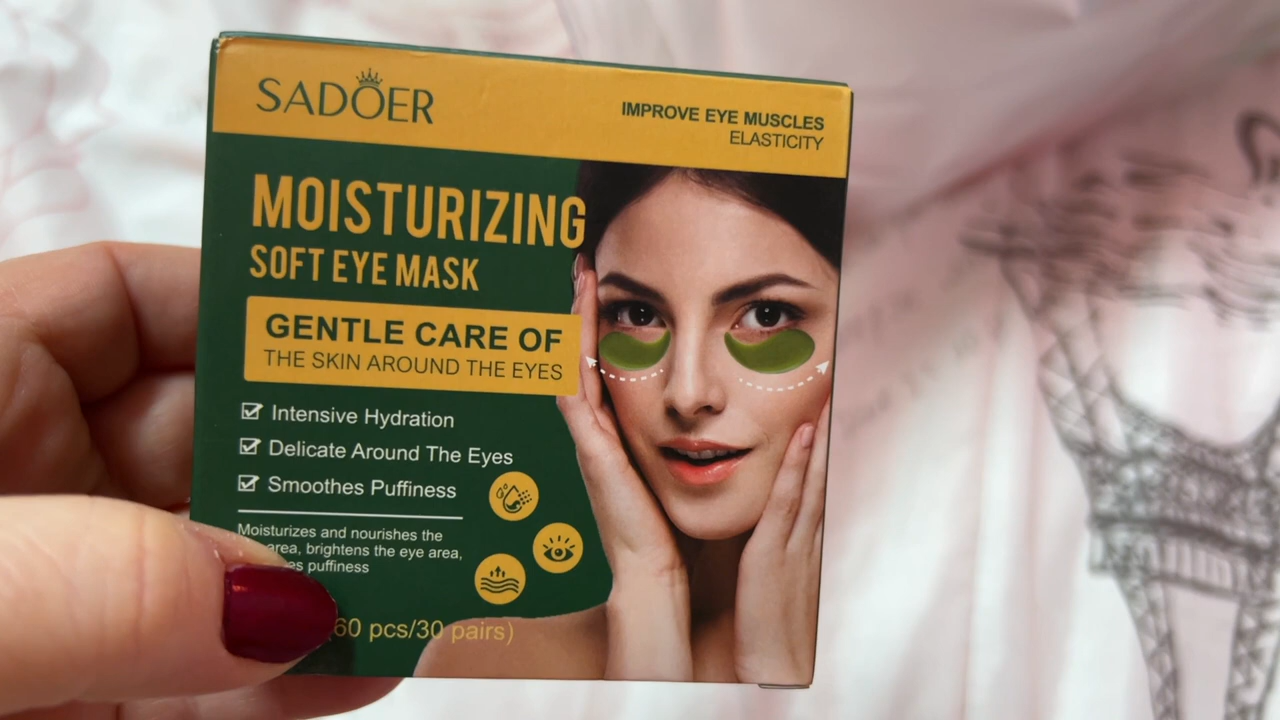 SADOER
IMPROVE EYE MUSCLES
ELASTICITY
MOISTURIZING
SOFT EYE MASK
GENTLE CARE OF
THE SKIN AROUND THE EYES
Intensive Hydration
Delicate Around The Eyes
Smoothes Puffiness
Moisturizes and nourishes the
area, brightens the eye area,
puffiness
60 pcs/30 pairs)